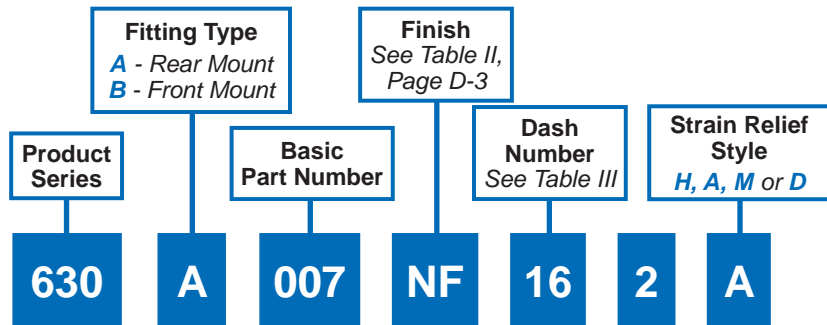 Product
Series
Fitting Type
A - Rear Mount
B - Front Mount
Basic
Part Number
Finish
See Table II,
Page D-3
Dash
Number
See Table III
Strain Relief
Style
H, A, M or D
630
A
007
NF
16
2
A